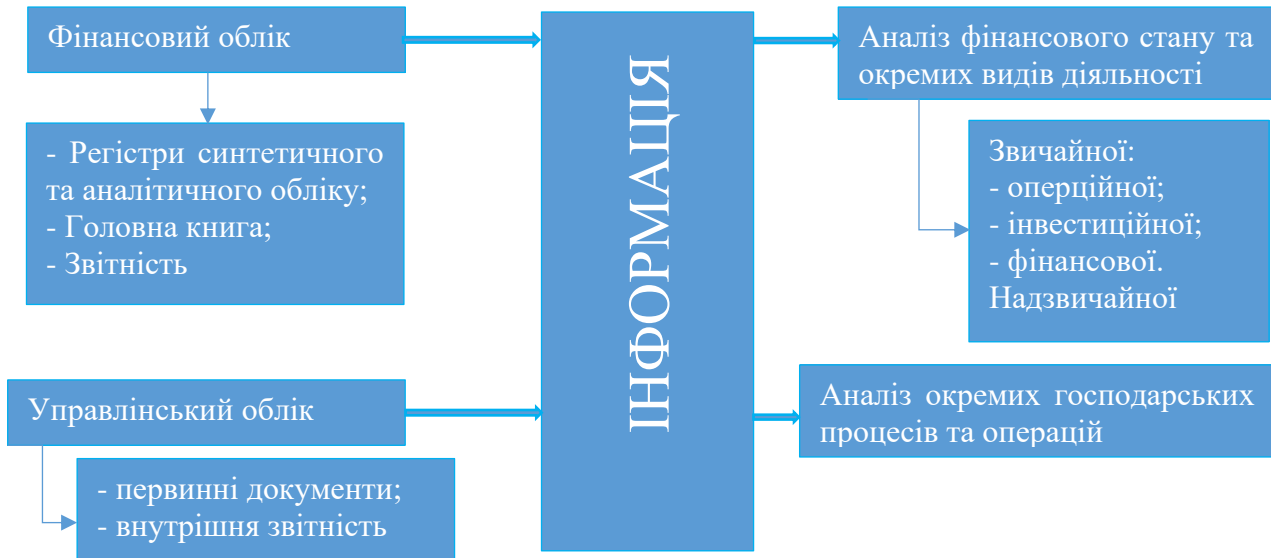 Фінансовий облік
- Регістри синтетичного
та аналітичного обліку;
- Головна книга;
- Звітність
Управлінський облік
- первинні документи;
- внутрішня звітність
ІНФОРМАЦІЯ
Аналіз фінансового стану та
окремих видів діяльності
Звичайної:
- оперційної;
- інвестиційної;
- фінансової.
Надзвичайної
Аналіз окремих господарських
процесів та операцій